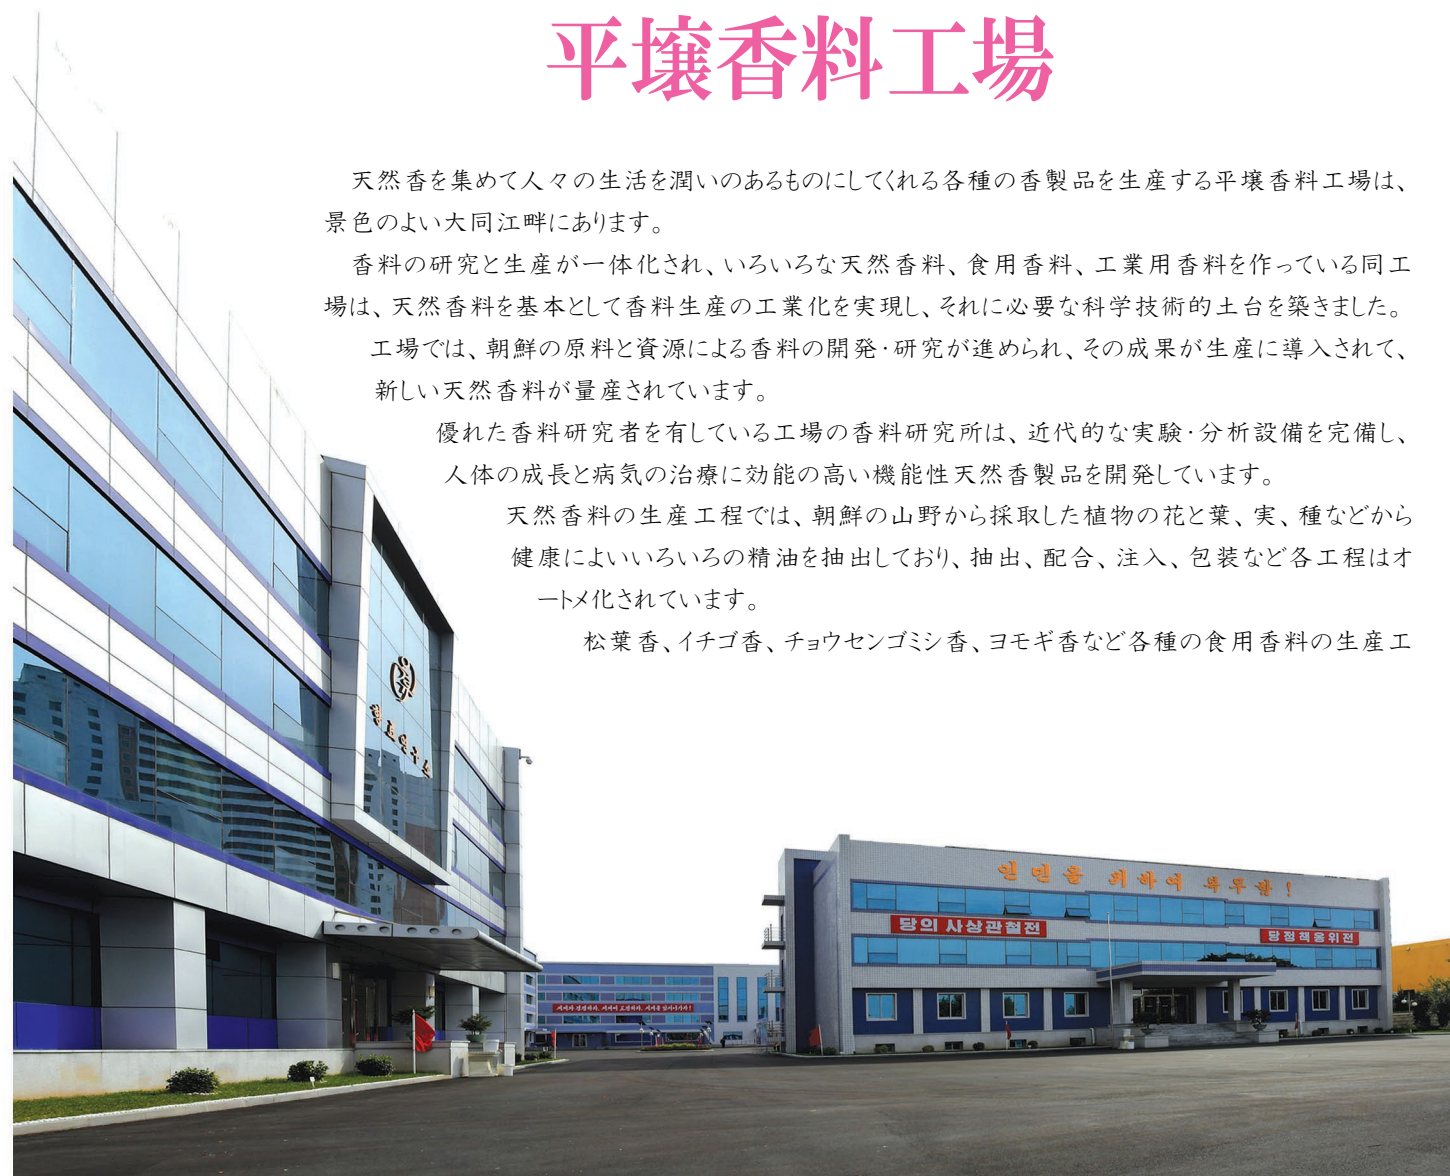 平壌香料工場
天然香を集めて人々の生活を潤いのあるものにしてくれる各種の香製品を生産する平壌香料工場は、
景色のよい大同江畔にあります。
香料の研究と生産が一体化され、いろいろな天然香料、食用香料、工業用香料を作っている同工
場は、天然香料を基本として香料生産の工業化を実現し、それに必要な科学技術的土台を築きました。
工場では、朝鮮の原料と資源による香料の開発·研究が進められ、その成果が生産に導入されて、
新しい天然香料が量産されています。
優れた香料研究者を有している工場の香料研究所は、近代的な実験·分析設備を完備し、
人体の成長と病気の治療に効能の高い機能性天然香製品を開発しています。
天然香料の生産工程では、朝鮮の山野から採取した植物の花と葉、実、種などから
健康によいいろいろの精油を抽出しており、抽出、配合、注入、包装など各工程はオ
ートメ化されています。
松葉香、イチゴ香、チョウセンゴミシ香、ヨモギ香など各種の食用香料の生産工
향료연구소
인민을 위하여 복무함!
당의 사상관철전
당정책옹위전